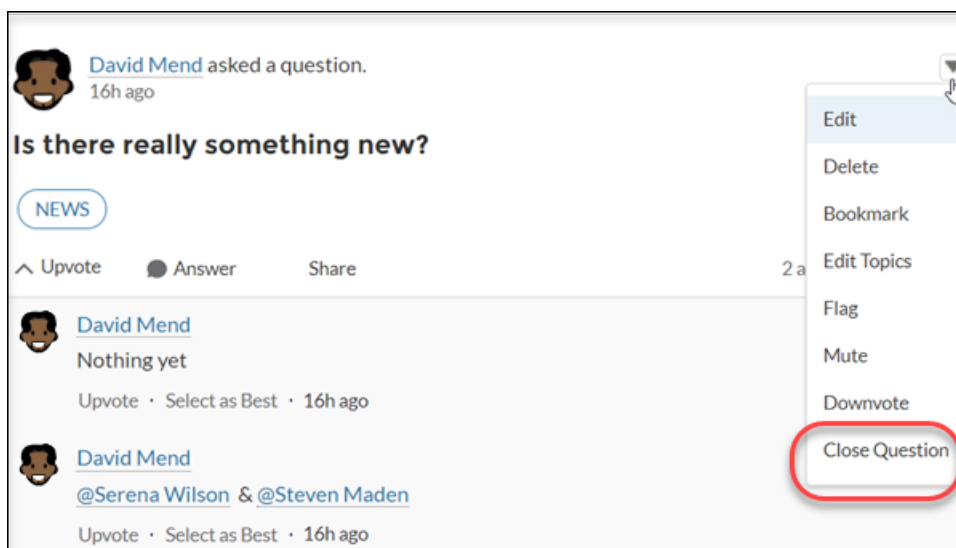 David Mend asked a question.
16h ago
Is there really something new?
NEWS
Upvote Answer Share 2 a
Edit
Delete
Bookmark
Edit Topics
Flag
Mute
Downvote
Close Question
David Mend
Nothing yet
Upvote · Select as Best · 16h ago
David Mend
@Serena Wilson & @Steven Maden
Upvote · Select as Best · 16h ago